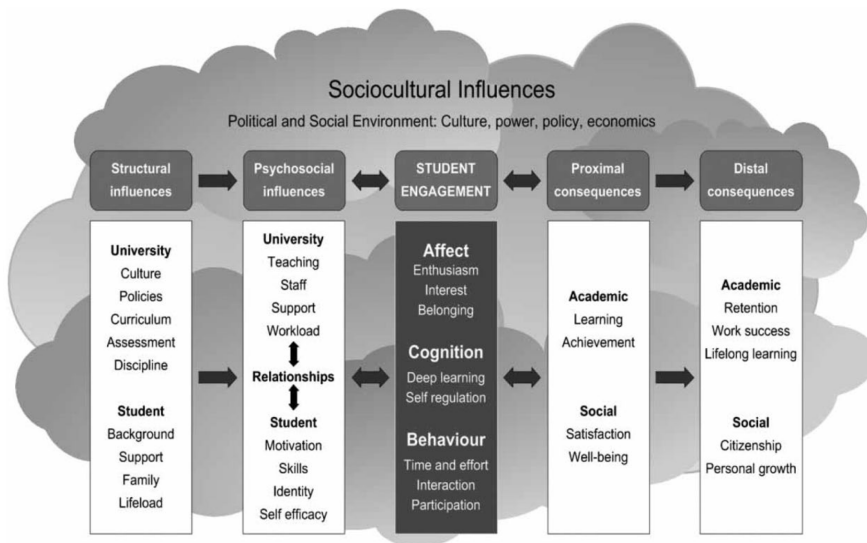 Sociocultural Influences
Political and Social Environment: Culture, power, policy, economics
Structural
influences
Psychosocial
influences
STUDENT
ENGAGEMENT
Proximal
consequences
Distal
consequences
University
Culture
Policies
Curriculum
Assessment
Discipline
Student
Background
Support
Family
Lifeload
University
Teaching
Staff
Support
Workload
Relationships
Student
Motivation
Skills
Identity
Self efficacy
Affect
Enthusiasm
Interest
Belonging
Cognition
Deep learning
Self regulation
Behaviour
Time and effort
Interaction
Participation
Academic
Learning
Achievement
Social
Satisfaction
Well-being
Academic
Retention
Work success
Lifelong learning
Social
Citizenship
Personal growth